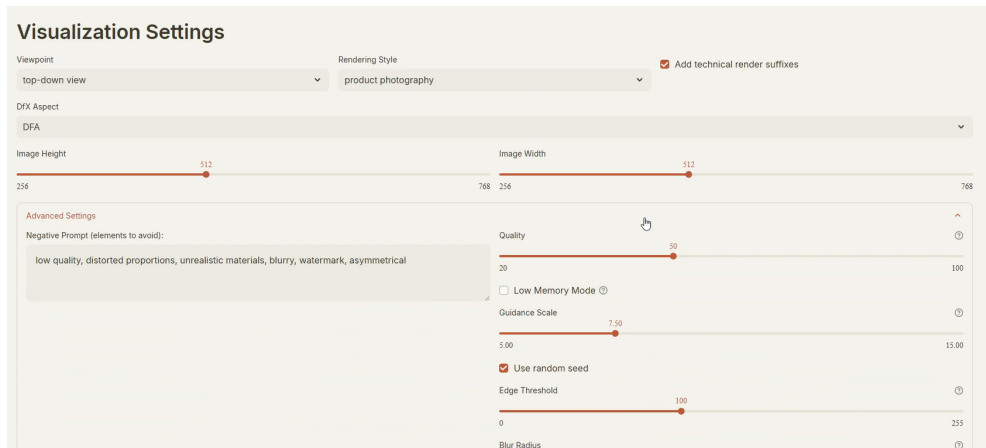 Visualization Settings
Viewpoint
top-down view
Rendering Style
product photography
Add technical render suffixes
DfX Aspect
DFA
Image Height
512
256
768
Image Width
512
256
768
Advanced Settings
Negative Prompt (elements to avoid):
low quality, distorted proportions, unrealistic materials, blurry, watermark, asymmetrical
Quality
50
20
100
Low Memory Mode
Guidance Scale
7.50
5.00
15.00
Use random seed
Edge Threshold
100
0
255
Blur Radius